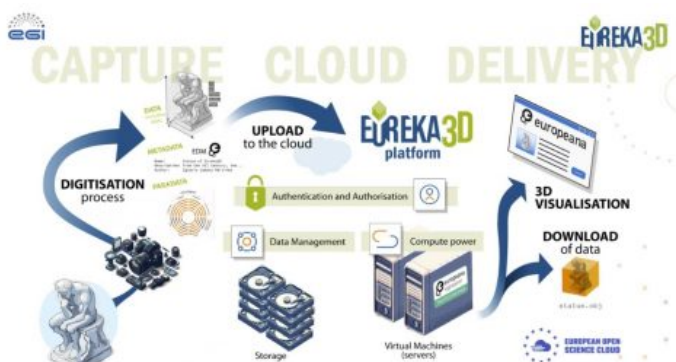 egi
EUREKA3D
CAPTURE CLOUD DELIVERY
DATA
METADATA
EDM
PARADATA
DIGITISATION
process
UPLOAD
to the cloud
EUREKA3D
platform
Authentication and Authorisation
Data Management
Compute power
Storage
Virtual Machines
(servers)
europeana
europeana
3D
VISUALISATION
DOWNLOAD
of data
statue.obj
EUROPEAN OPEN
SCIENCE CLOUD